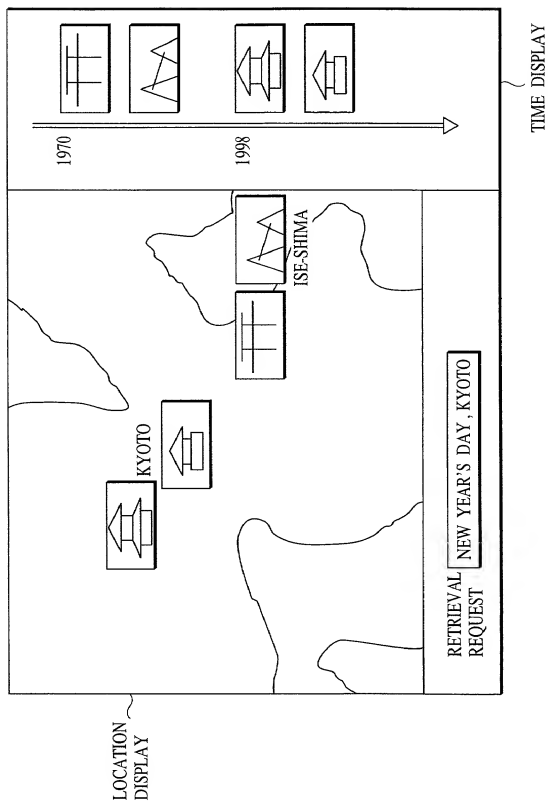 TIME DISPLAY
1970
1998
ISE-SHIMA
KYOTO
RETRIEVAL
REQUEST
NEW YEAR'S DAY, KYOTO
LOCATION
DISPLAY